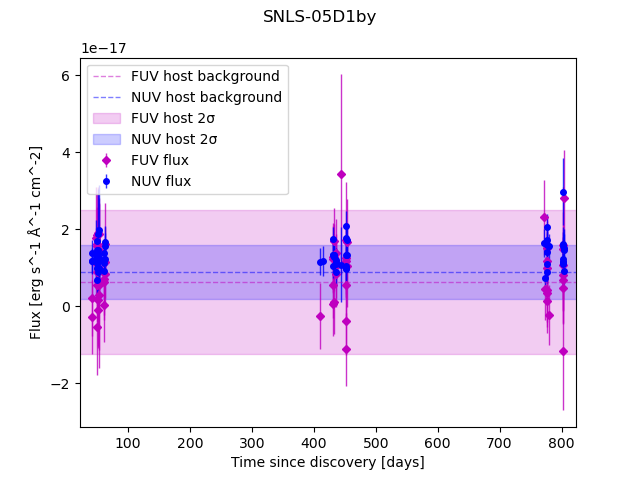 SNLS-05D1by
1e−17
FUV host background
NUV host background
FUV host 2σ
NUV host 2σ
FUV flux
NUV flux
6
4
2
0
−2
Flux [erg s^-1 Å^-1 cm^-2]
100 200 300 400 500 600 700 800
Time since discovery [days]